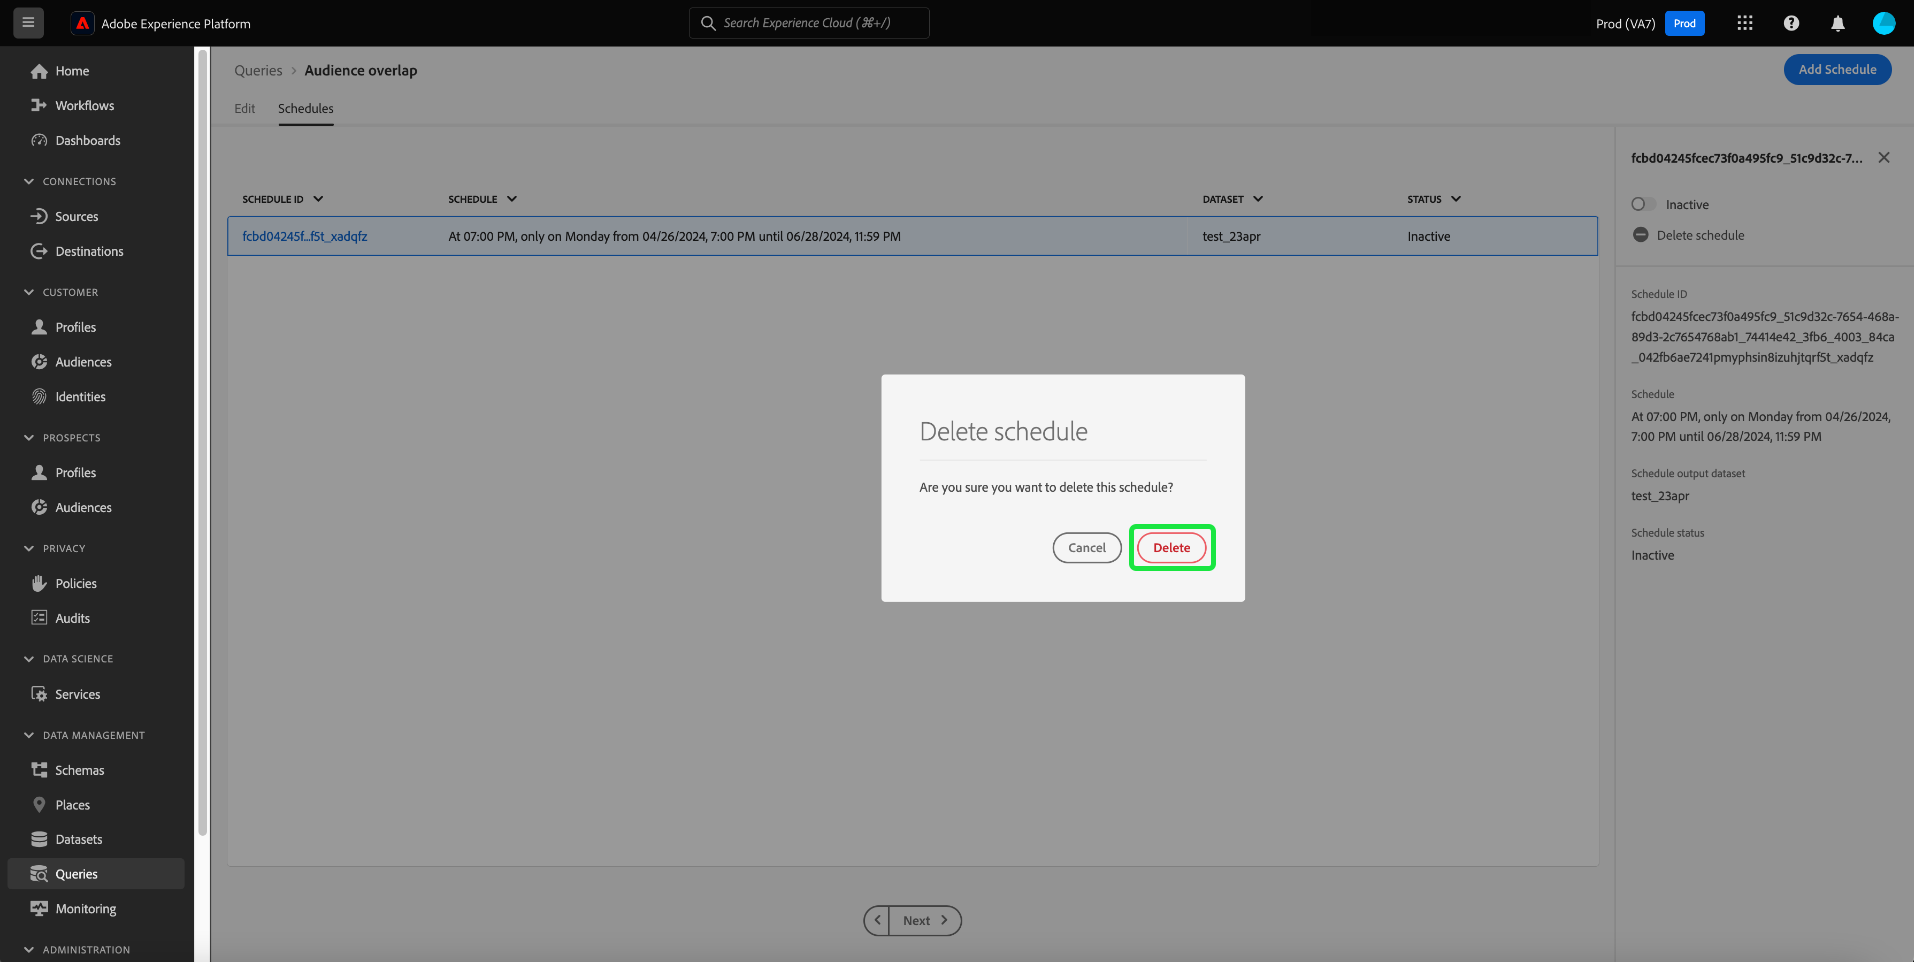 Adobe Experience Platform
Search Experience Cloud (⌘+/)
Prod (VA7)
Prod
Home
Workflows
Dashboards
CONNECTIONS
Sources
Destinations
CUSTOMER
Profiles
Audiences
Identities
PROSPECTS
Profiles
Audiences
PRIVACY
Policies
Audits
DATA SCIENCE
Services
DATA MANAGEMENT
Schemas
Places
Datasets
Queries
Monitoring
ADMINISTRATION
Queries > Audience overlap
Add Schedule
Edit Schedules
SCHEDULE ID SCHEDULE DATASET STATUS
fcbd04245f...f5t_xadqfz At 07:00 PM, only on Monday from 04/26/2024, 7:00 PM until 06/28/2024, 11:59 PM test_23apr Inactive
Delete schedule
Are you sure you want to delete this schedule?
Cancel Delete
Next
fcbd04245fcec73f0a495fc9_51c9d32c-7...
Inactive
Delete schedule
Schedule ID
fcbd04245fcec73f0a495fc9_51c9d32c-7654-468a-
89d3-2c7654768ab1_74414e42_3fb6_4003_84ca
_042fb6ae7241pmyphsin8izuhjtqrf5t_xadqfz
Schedule
At 07:00 PM, only on Monday from 04/26/2024,
7:00 PM until 06/28/2024, 11:59 PM
Schedule output dataset
test_23apr
Schedule status
Inactive